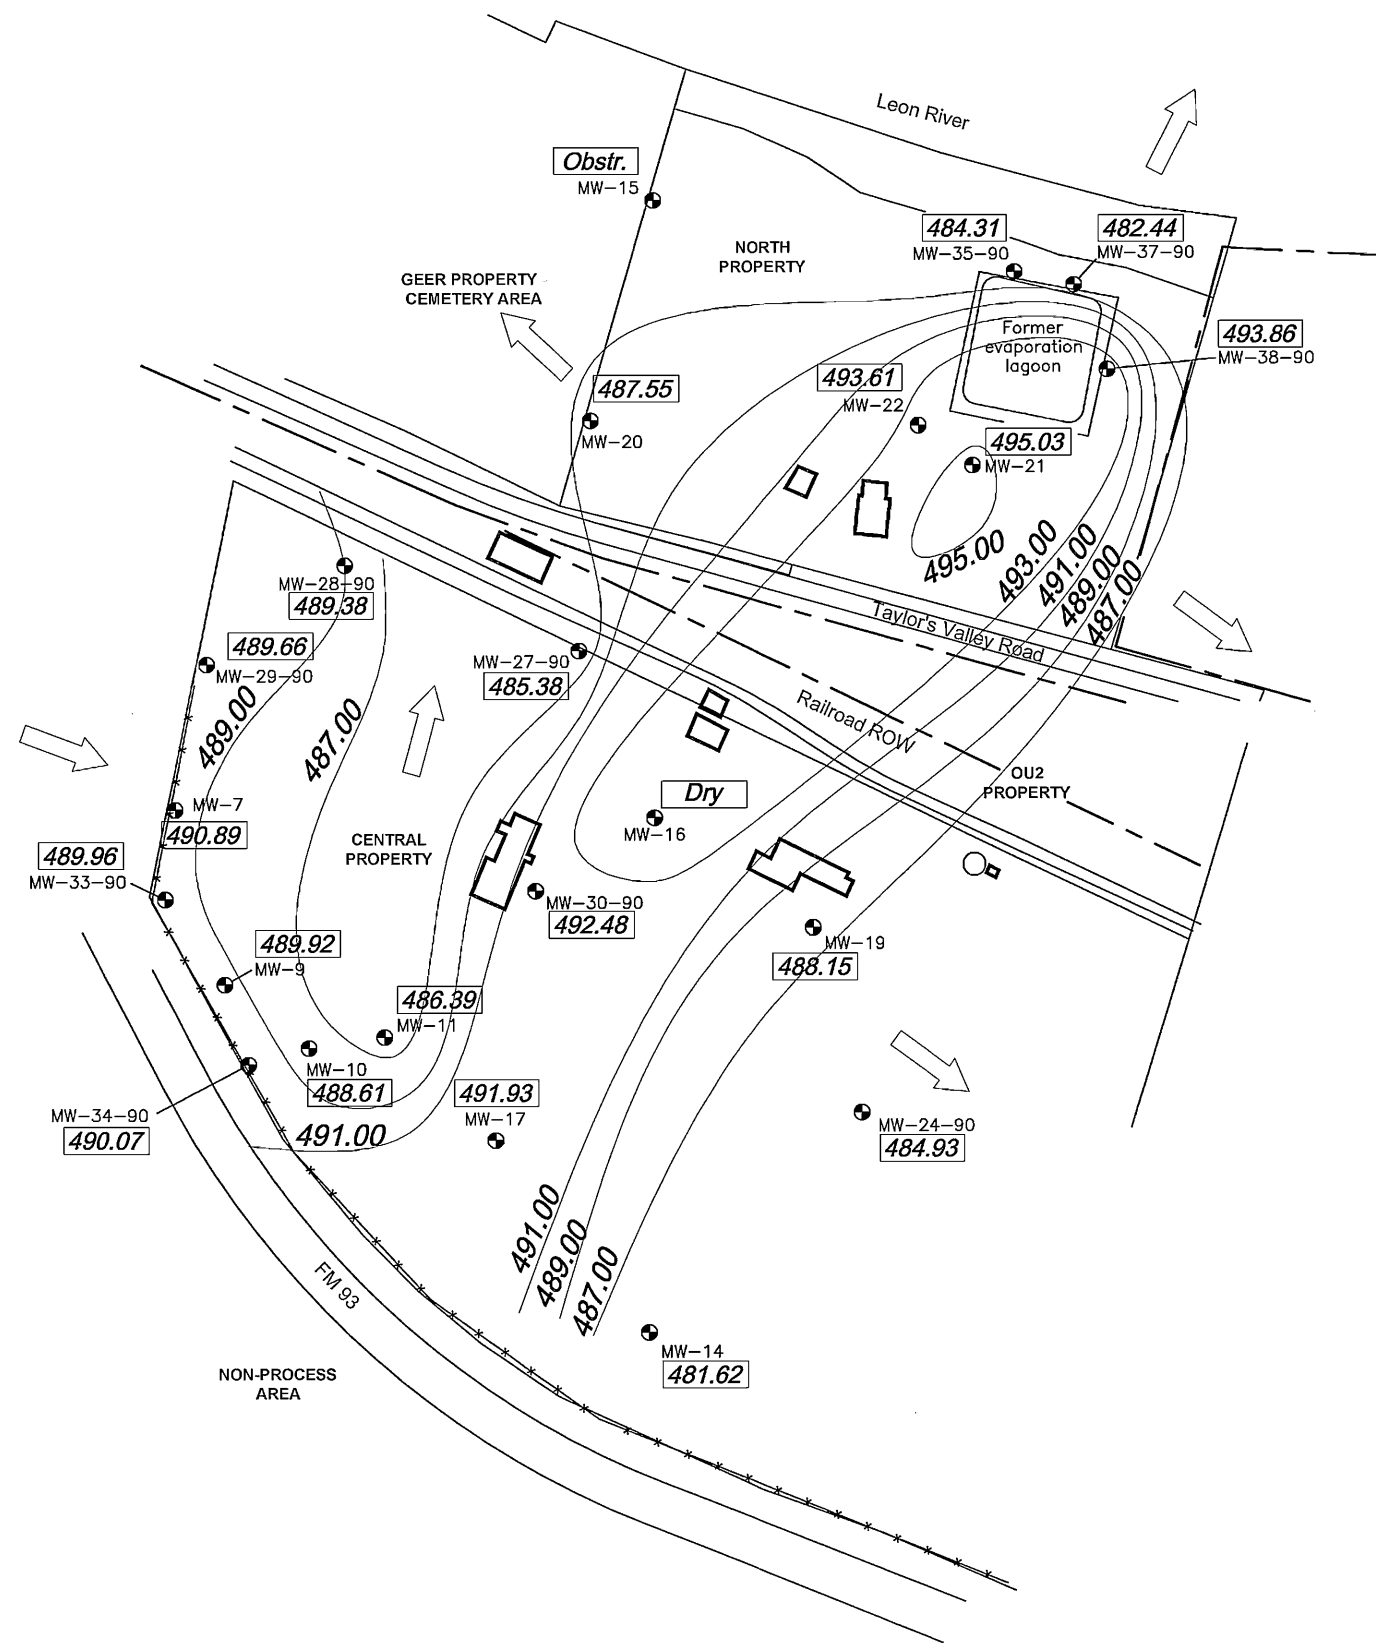 Leon River
Obstr.
MW-15
484.31
MW-35-90
482.44
MW-37-90
NORTH
PROPERTY
GEER PROPERTY
CEMETERY AREA
Former
evaporation
lagoon
493.86
MW-38-90
493.61
MW-22
487.55
MW-20
495.03
MW-21
495.00
493.00
491.00
489.00
487.00
Taylor's Valley Road
MW-28-90
489.38
489.66
MW-29-90
MW-27-90
485.38
489.00
487.00
Railroad ROW
OU2
PROPERTY
Dry
MW-16
MW-7
490.89
CENTRAL
PROPERTY
489.96
MW-33-90
MW-30-90
492.48
MW-19
488.15
489.92
MW-9
486.39
MW-11
MW-10
488.61
491.93
MW-17
MW-34-90
490.07
491.00
MW-24-90
484.93
491.00
489.00
487.00
FM 93
MW-14
481.62
NON-PROCESS
AREA